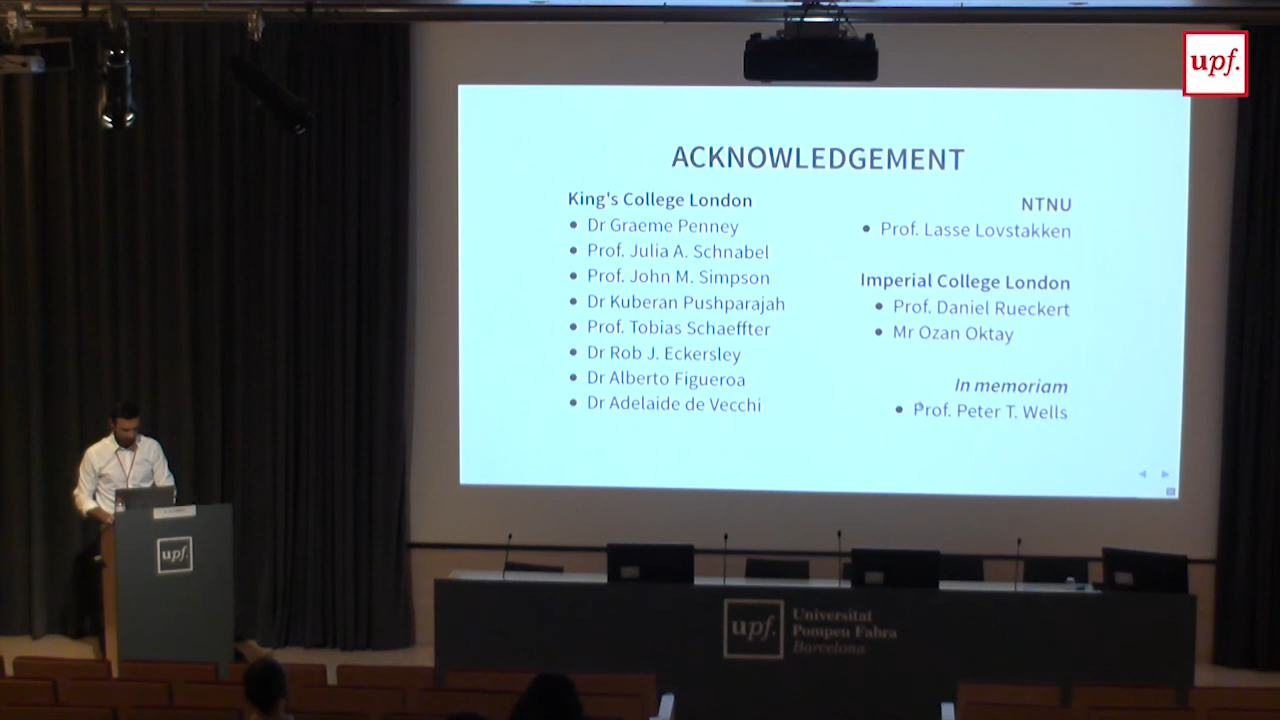 upf.
ACKNOWLEDGEMENT
King's College London
• Dr Graeme Penney
• Prof. Julia A. Schnabel
• Prof. John M. Simpson
• Dr Kuberan Pushparajah
• Prof. Tobias Schaeffter
• Dr Rob J. Eckersley
• Dr Alberto Figueroa
• Dr Adelaide de Vecchi
NTNU
• Prof. Lasse Lovstakken
Imperial College London
• Prof. Daniel Rueckert
• Mr Ozan Oktay
In memoriam
• Prof. Peter T. Wells
upf.
upf.
Universitat
Pompeu Fabra
Barcelona